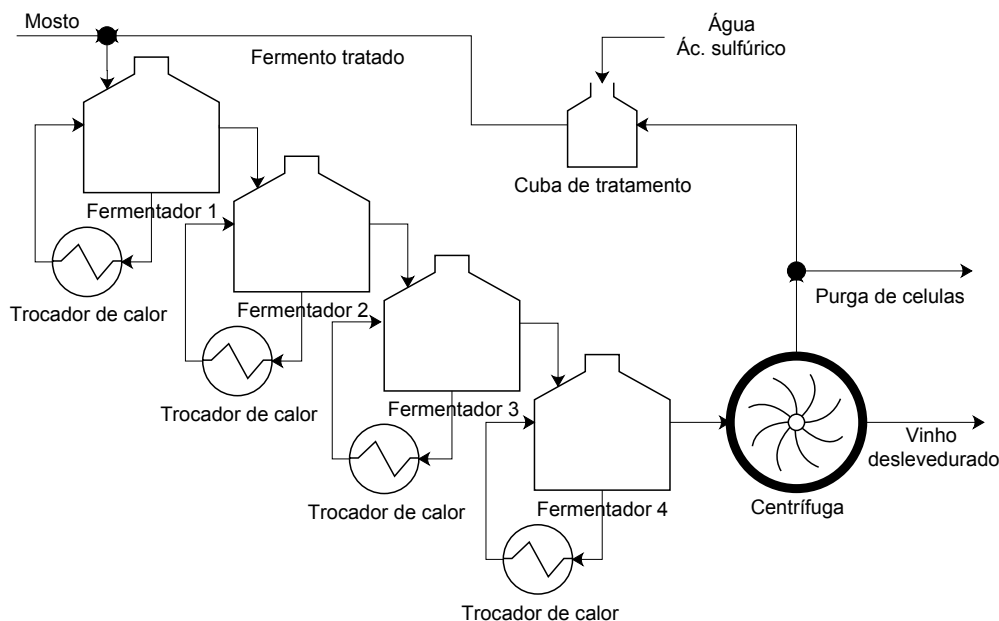 Mosto
Água
Ác. sulfúrico
Fermento tratado
Cuba de tratamento
Fermentador 1
Purga de celulas
Fermentador 2
Trocador de calor
Trocador de calor
Fermentador 3
Vinho
deslevedurado
Centrífuga
Fermentador 4
Trocador de calor
Trocador de calor